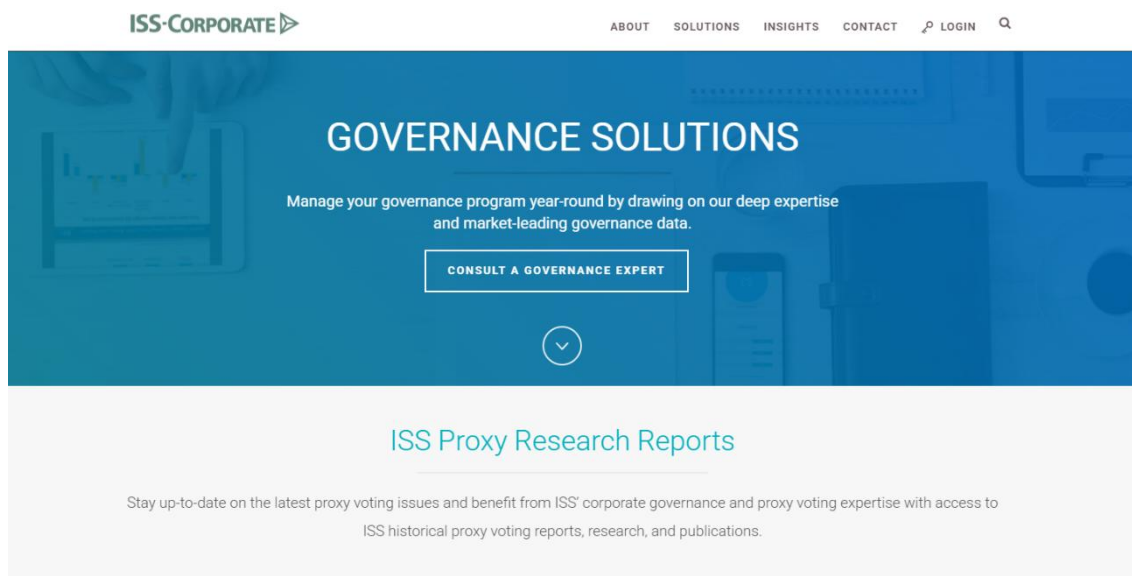 ISS-CORPORATE
ABOUT SOLUTIONS INSIGHTS CONTACT LOGIN
GOVERNANCE SOLUTIONS
Manage your governance program year-round by drawing on our deep expertise
and market-leading governance data.
CONSULT A GOVERNANCE EXPERT
ISS Proxy Research Reports
Stay up-to-date on the latest proxy voting issues and benefit from ISS' corporate governance and proxy voting expertise with access to
ISS historical proxy voting reports, research, and publications.